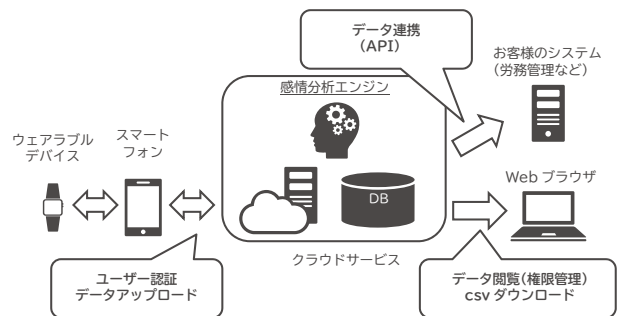 データ連携
（API）
お客様のシステム
（労務管理など）
感情分析エンジン
ウェアラブル
デバイス
スマート
フォン
Web ブラウザ
DB
クラウドサービス
ユーザー認証
データアップロード
データ閲覧（権限管理）
csv ダウンロード